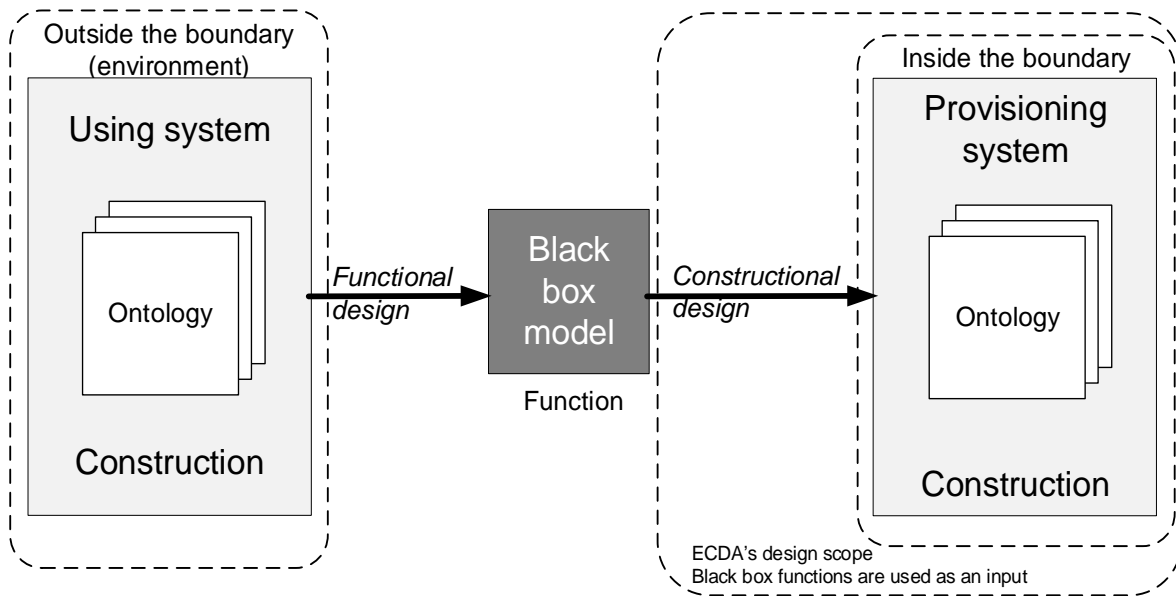 Outside the boundary
(environment)
Using system
Ontology
Construction
Functional
design
Black
box
model
Function
Constructional
design
Inside the boundary
Provisioning
system
Ontology
Construction
ECDA's design scope
Black box functions are used as an input